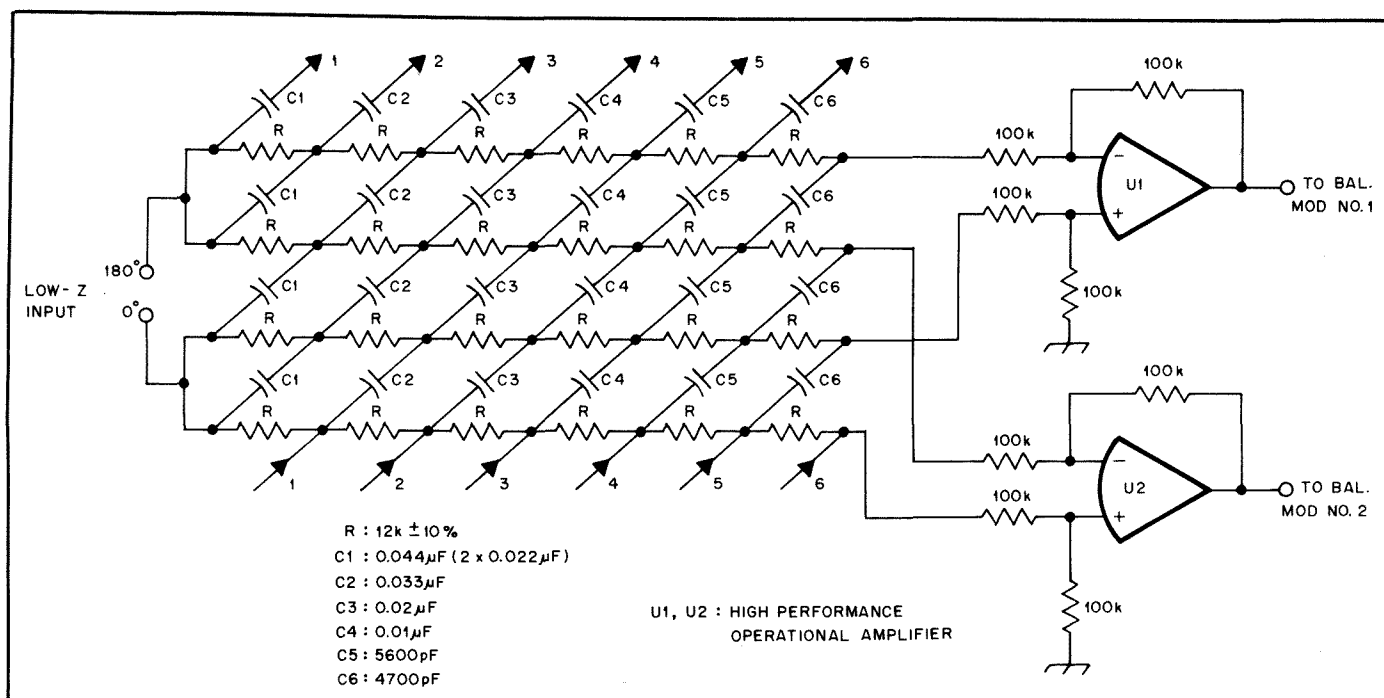 1 2 3 4 5 6
C1 C2 C3 C4 C5 C6
R R R R R R
C1 C2 C3 C4 C5 C6
R R R R R R
C1 C2 C3 C4 C5 C6
R R R R R R
C1 C2 C3 C4 C5 C6
R R R R R R
1 2 3 4 5 6
LOW-Z
INPUT
180°
0°
100k
100k
100k
- U1 +
100k
TO BAL.
MOD NO.1
100k
100k
100k
- U2 +
100k
TO BAL.
MOD NO. 2
R : 12k ±10%
C1 : 0.044µF (2 x 0.022µF)
C2 : 0.033µF
C3 : 0.02µF
C4 : 0.01µF
C5 : 5600pF
C6 : 4700pF
U1, U2 : HIGH PERFORMANCE
OPERATIONAL AMPLIFIER